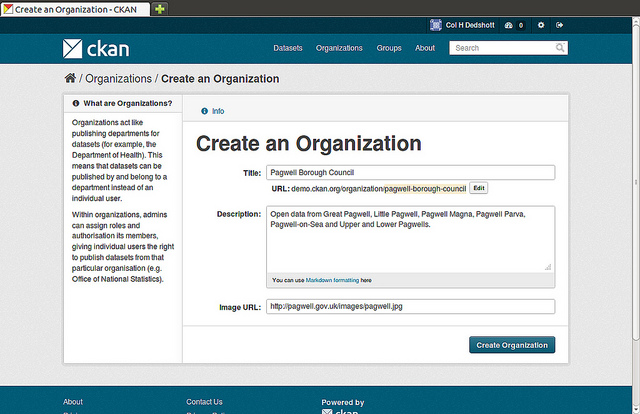 Create an Organization - CKAN
Col H Dedshott 0
ckan
Datasets Organizations Groups About Search
/ Organizations / Create an Organization
What are Organizations?
Organizations act like
publishing departments for
datasets (for example, the
Department of Health). This
means that datasets can be
published by and belong to a
department instead of an
individual user.
Within organizations, admins
can assign roles and
authorisation its members,
giving individual users the right
to publish datasets from that
particular organisation (e.g.
Office of National Statistics).
Info
Create an Organization
Title: Pagwell Borough Council
URL: demo.ckan.org/organization/pagwell-borough-council Edit
Description: Open data from Great Pagwell, Little Pagwell, Pagwell Magna, Pagwell Parva,
Pagwell-on-Sea and Upper and Lower Pagwells.
You can use Markdown formatting here
Image URL: http://pagwell.gov.uk/images/pagwell.jpg
Create Organization
About Contact Us Powered by
ckan